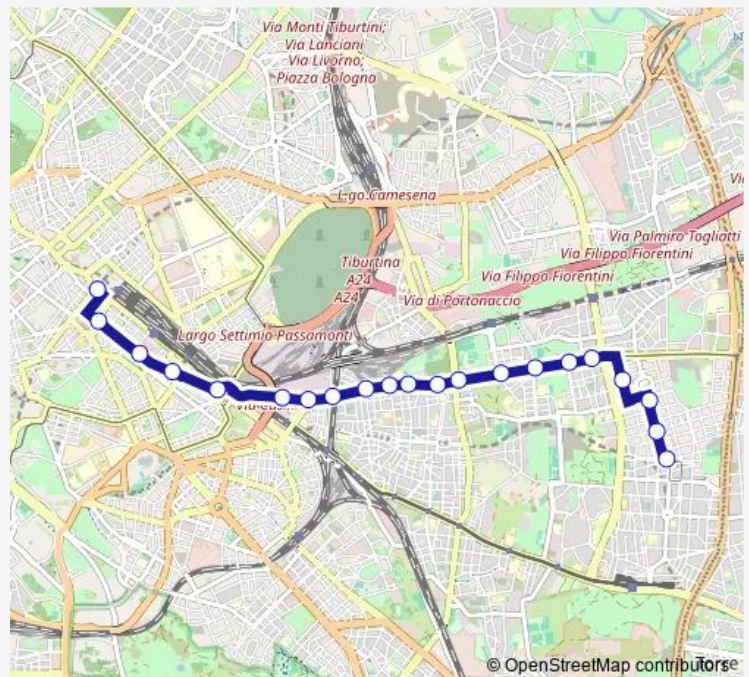 Via Monti Tiburtini;
Via Lanciani
Via Livorno;
Piazza Bologna
L-go Camesena
Via Palmiro Togliatti
Via Filippo Fiorentini
Tiburtina
A24
A24
Via Filippo Fiorentini
Via di Portonaccio
Largo Settimio Passamonti
© OpenStreetMap contributors